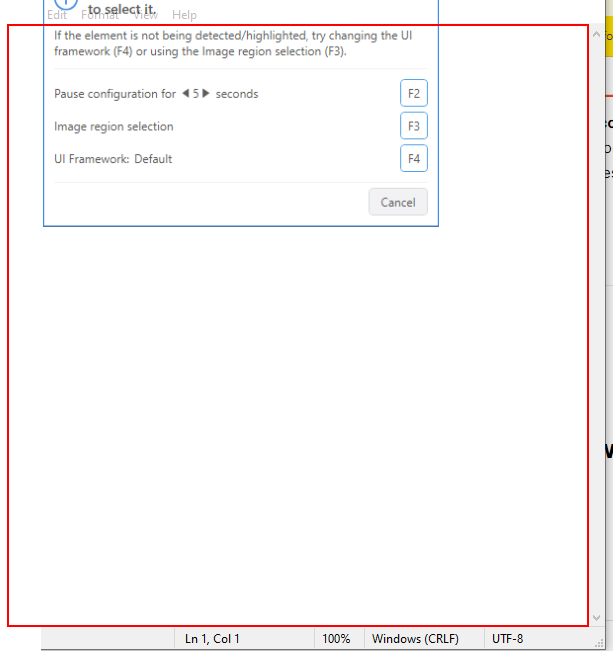 to select it.
Edit Format View Help
If the element is not being detected/highlighted, try changing the UI
framework (F4) or using the Image region selection (F3).
Pause configuration for ◀ 5 ▶ seconds F2
Image region selection F3
UI Framework: Default F4
Cancel
Ln 1, Col 1 100% Windows (CRLF) UTF-8